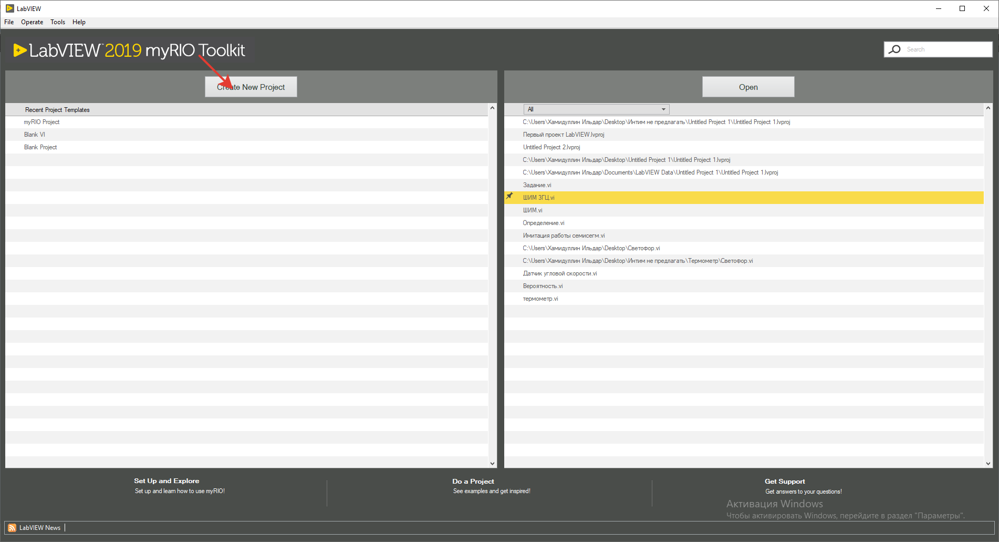 LabVIEW
File Operate Tools Help
LabVIEW™ 2019 myRIO Toolkit
Search
Create New Project
Open
Recent Project Templates
All
myRIO Project
Blank VI
Blank Project
C:\Users\Хамидуллин Ильдар\Desktop\Интим не предлагать\Untitled Project 1\Untitled Project 1.lvproj
Первый проект LabVIEW.lvproj
Untitled Project 2.lvproj
C:\Users\Хамидуллин Ильдар\Desktop\Untitled Project 1\Untitled Project 1.lvproj
C:\Users\Хамидуллин Ильдар\Documents\LabVIEW Data\Untitled Project 1\Untitled Project 1.lvproj
Задание.vi
ШИМ 3ГЦ.vi
ШИМ.vi
Определение.vi
Имитация работы семисегм.vi
C:\Users\Хамидуллин Ильдар\Desktop\Светофор.vi
C:\Users\Хамидуллин Ильдар\Desktop\Интим не предлагать\Термометр\Светофор.vi
Датчик угловой скорости.vi
Вероятность.vi
термометр.vi
Set Up and Explore
Set up and learn how to use myRIO!
Do a Project
See examples and get inspired!
Get Support
Get answers to your questions!
Активация Windows
Чтобы активировать Windows, перейдите в раздел "Параметры".
LabVIEW News